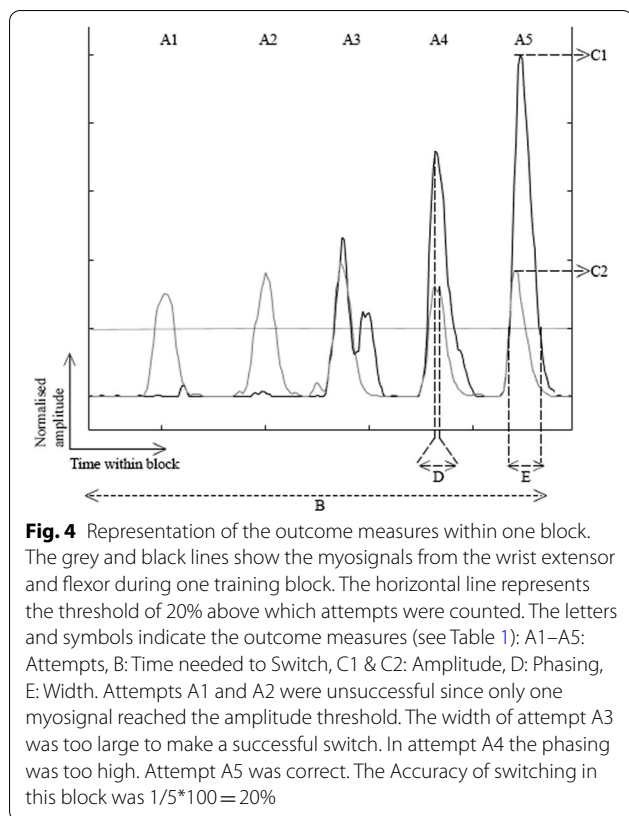 A1 A2 A3 A4 A5
C1
C2
Normalised
amplitude
Time within block
D E
B
Fig. 4 Representation of the outcome measures within one block.
The grey and black lines show the myosignals from the wrist extensor
and flexor during one training block. The horizontal line represents
the threshold of 20% above which attempts were counted. The letters
and symbols indicate the outcome measures (see Table 1): A1–A5:
Attempts, B: Time needed to Switch, C1 & C2: Amplitude, D: Phasing,
E: Width. Attempts A1 and A2 were unsuccessful since only one
myosignal reached the amplitude threshold. The width of attempt A3
was too large to make a successful switch. In attempt A4 the phasing
was too high. Attempt A5 was correct. The Accuracy of switching in
this block was 1/5*100 = 20%